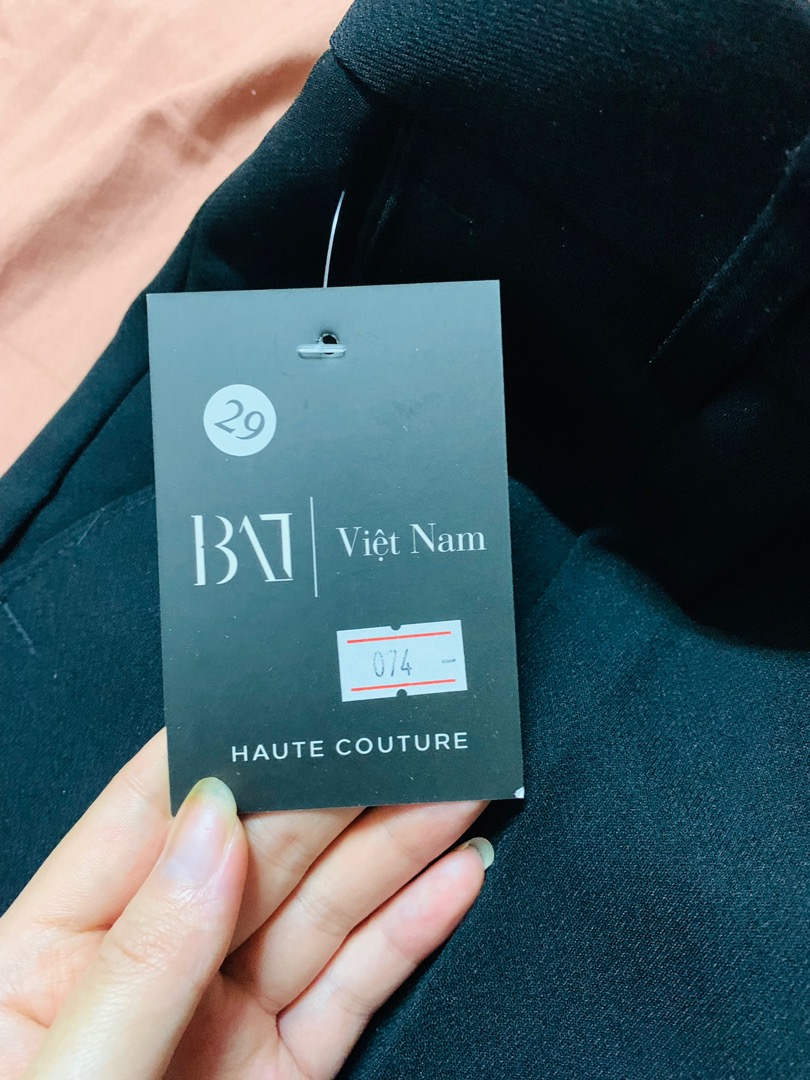 29
BAT | Việt Nam
074
HAUTE COUTURE